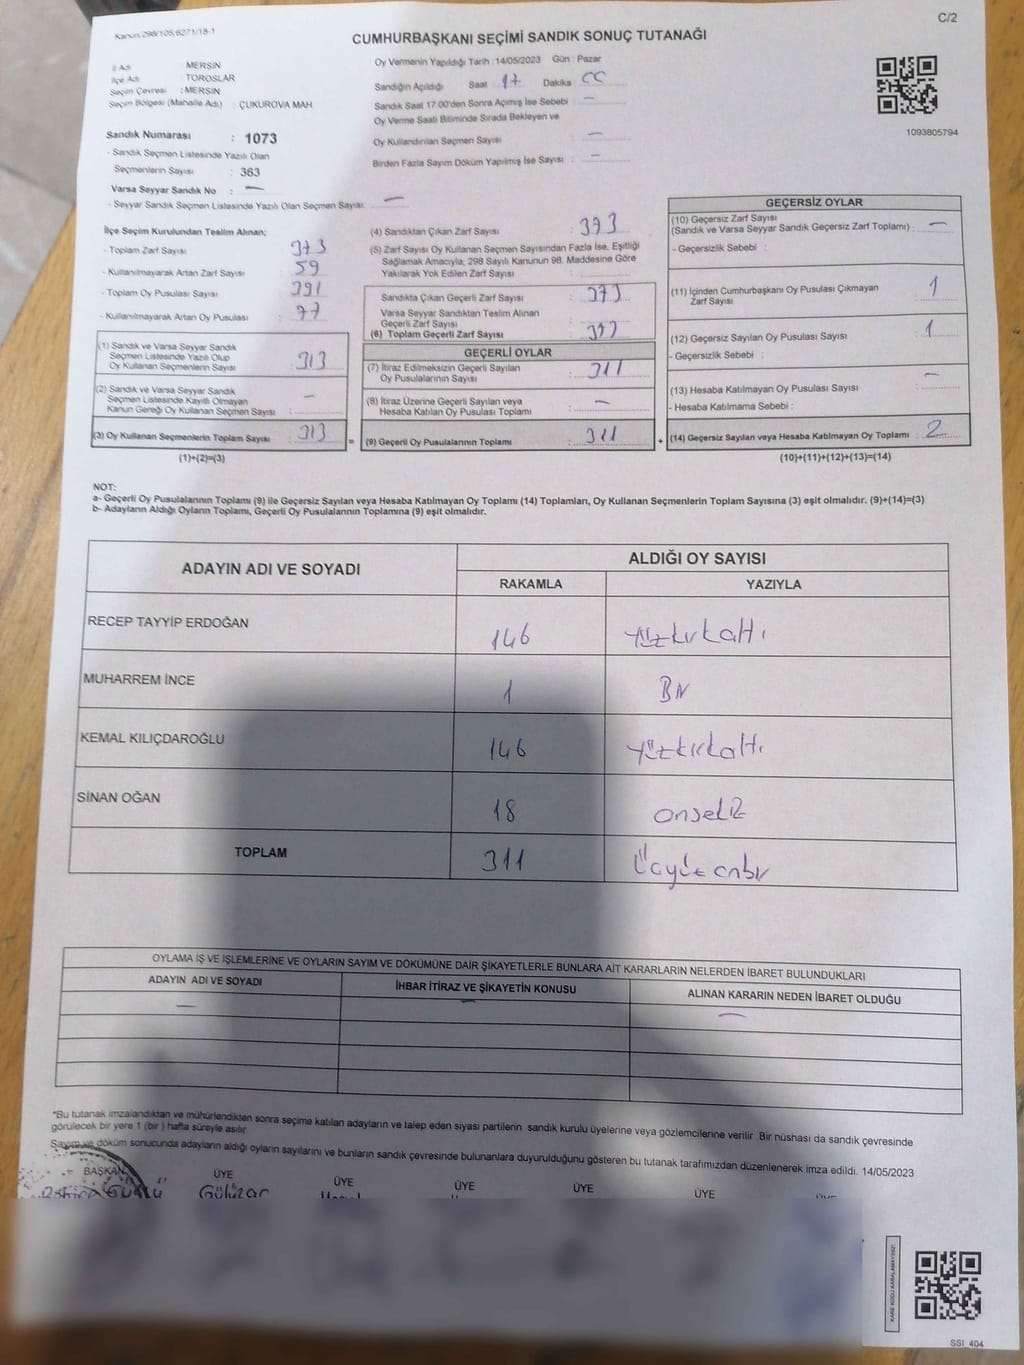 Kanun:298/105,6271/18-1
C/2
CUMHURBAŞKANI SEÇİMİ SANDIK SONUÇ TUTANAĞI
İl Adı MERSİN
İlçe Adı TOROSLAR
Seçim Çevresi : MERSİN
Seçim Bölgesi (Mahalle Adı) : ÇUKUROVA MAH
Sandık Numarası : 1073
- Sandık Seçmen Listesinde Yazılı Olan
Seçmenlerin Sayısı : 363
Varsa Seyyar Sandık No : —
- Seyyar Sandık Seçmen Listesinde Yazılı Olan Seçmen Sayısı: —
Oy Vermenin Yapıldığı Tarih :14/05/2023 Gün : Pazar
Sandığın Açıldığı Saat 17 Dakika 00
Sandık Saat 17:00'den Sonra Açımış İse Sebebi : —
Oy Verme Saati Bitiminde Sırada Bekleyen ve
Oy Kullandırılan Seçmen Sayısı : —
Birden Fazla Sayım Döküm Yapılmış İse Sayısı : —
1093805794
İlçe Seçim Kurulundan Teslim Alınan;
- Toplam Zarf Sayısı : 373
- Kullanılmayarak Artan Zarf Sayısı : 59
- Toplam Oy Pusulası Sayısı : 391
- Kullanılmayarak Artan Oy Pusulası : 77
(1) Sandık ve Varsa Seyyar Sandık
Seçmen Listesinde Yazılı Olup
Oy Kullanan Seçmenlerin Sayısı : 313
(2) Sandık ve Varsa Seyyar Sandık
Seçmen Listesinde Kayıtlı Olmayan
Kanun Gereği Oy Kullanan Seçmen Sayısı : —
(3) Oy Kullanan Seçmenlerin Toplam Sayısı : 313
(1)+(2)=(3)
(4) Sandıktan Çıkan Zarf Sayısı : 373
(5) Zarf Sayısı Oy Kullanan Seçmen Sayısından Fazla İse, Eşitliği
Sağlamak Amacıyla; 298 Sayılı Kanunun 98. Maddesine Göre
Yakılarak Yok Edilen Zarf Sayısı :
Sandıkta Çıkan Geçerli Zarf Sayısı : 373
Varsa Seyyar Sandıktan Teslim Alınan
Geçerli Zarf Sayısı
(6) Toplam Geçerli Zarf Sayısı :
GEÇERLİ OYLAR
(7) İtiraz Edilmeksizin Geçerli Sayılan
Oy Pusulalarının Sayısı : 311
(8) İtiraz Üzerine Geçerli Sayılan veya
Hesaba Katılan Oy Pusulası Toplamı : —
= (9) Geçerli Oy Pusulalarının Toplamı : 311
GEÇERSİZ OYLAR
(10) Geçersiz Zarf Sayısı
(Sandık ve Varsa Seyyar Sandık Geçersiz Zarf Toplamı) : —
- Geçersizlik Sebebi :
(11) İçinden Cumhurbaşkanı Oy Pusulası Çıkmayan
Zarf Sayısı : 1
(12) Geçersiz Sayılan Oy Pusulası Sayısı : 1
- Geçersizlik Sebebi :
(13) Hesaba Katılmayan Oy Pusulası Sayısı : —
- Hesaba Katılmama Sebebi :
+ (14) Geçersiz Sayılan veya Hesaba Katılmayan Oy Toplamı : 2
(10)+(11)+(12)+(13)=(14)
NOT:
a- Geçerli Oy Pusulalarının Toplamı (9) ile Geçersiz Sayılan veya Hesaba Katılmayan Oy Toplamı (14) Toplamları, Oy Kullanan Seçmenlerin Toplam Sayısına (3) eşit olmalıdır. (9)+(14)=(3)
b- Adayların Aldığı Oyların Toplamı, Geçerli Oy Pusulalarının Toplamına (9) eşit olmalıdır.
ADAYIN ADI VE SOYADI ALDIĞI OY SAYISI
RAKAMLA YAZIYLA
RECEP TAYYİP ERDOĞAN 146 yüzkırkaltı
MUHARREM İNCE 1 BİR
KEMAL KILIÇDAROĞLU 146 yüzkırkaltı
SİNAN OĞAN 18 onsekiz
TOPLAM 311 Üçyüz onbir
OYLAMA İŞ VE İŞLEMLERİNE VE OYLARIN SAYIM VE DÖKÜMÜNE DAİR ŞİKAYETLERLE BUNLARA AİT KARARLARIN NELERDEN İBARET BULUNDUKLARI
ADAYIN ADI VE SOYADI İHBAR İTİRAZ VE ŞİKAYETİN KONUSU ALINAN KARARIN NEDEN İBARET OLDUĞU
— — —
*Bu tutanak imzalandıktan ve mühürlendikten sonra seçime katılan adayların ve talep eden siyasi partilerin sandık kurulu üyelerine veya gözlemcilerine verilir. Bir nüshası da sandık çevresinde
görülecek bir yere 1 (bir ) hafta süreyle asılır.
Sayım ve döküm sonucunda adayların aldığı oyların sayılarını ve bunların sandık çevresinde bulunanlara duyurulduğunu gösteren bu tutanak tarafımızdan düzenlenerek imza edildi. 14/05/2023
BAŞKAN ÜYE ÜYE ÜYE ÜYE ÜYE
Gülüzar
KARE KODU KARALAMAYINIZ!
SSI_404